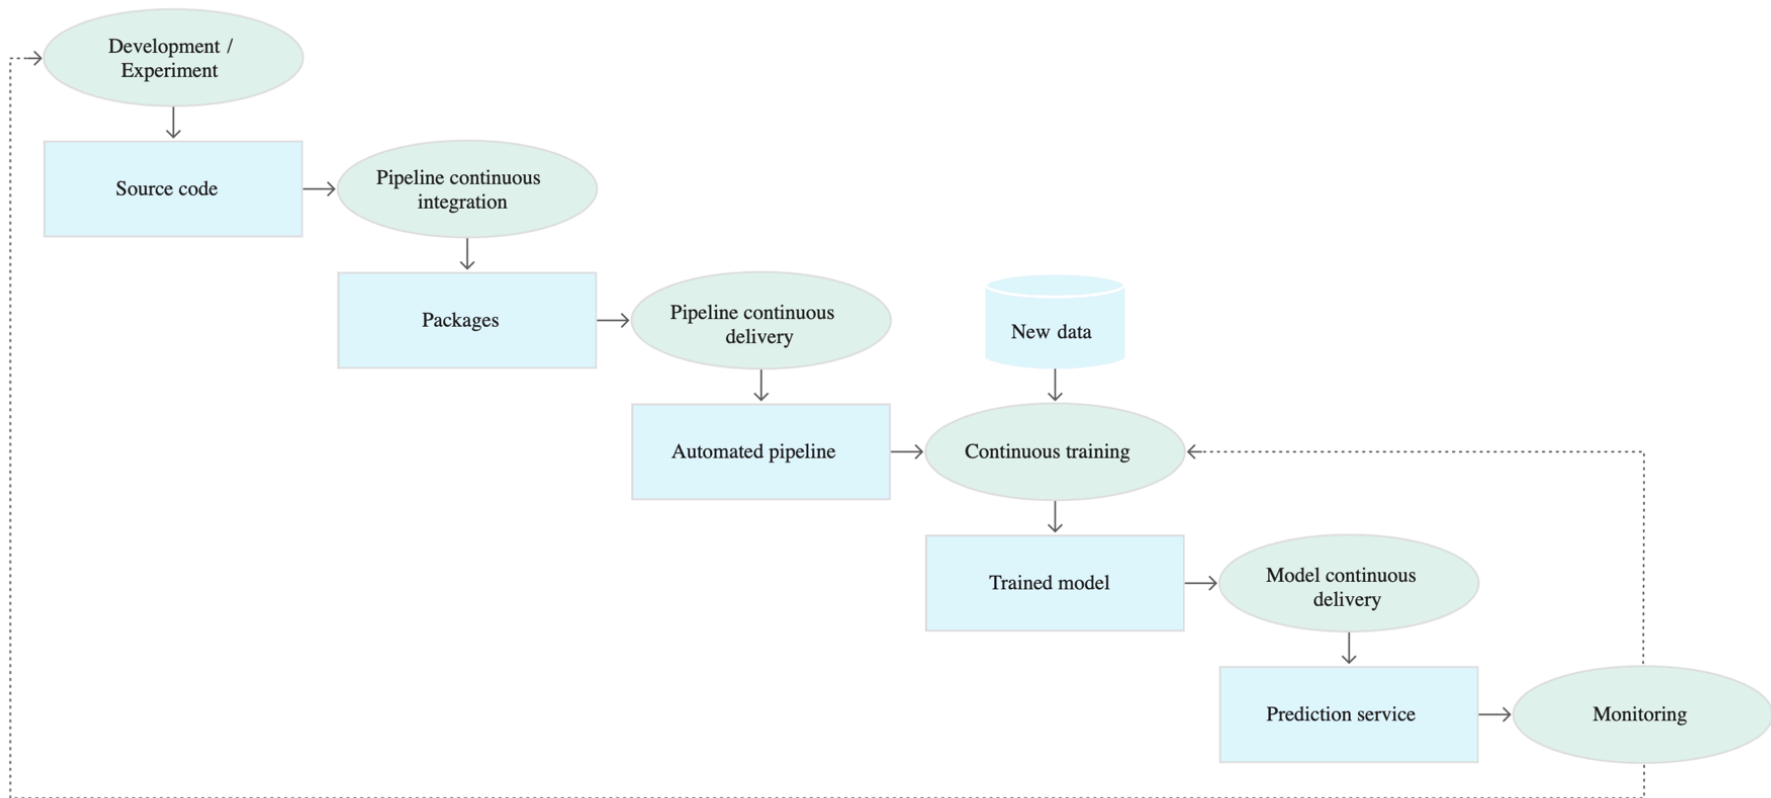 Development /
Experiment
Source code
Pipeline continuous
integration
Packages
Pipeline continuous
delivery
New data
Automated pipeline
Continuous training
Trained model
Model continuous
delivery
Prediction service
Monitoring